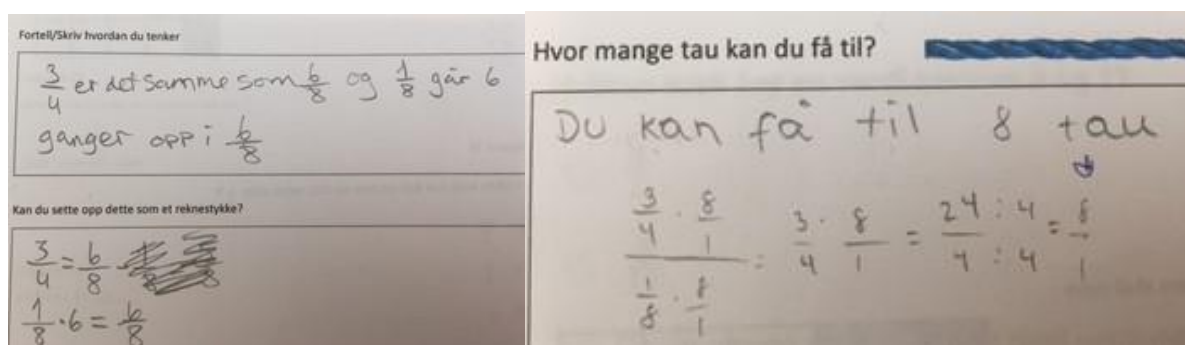 Fortell/Skriv hvordan du tenker
3/4 er det samme som 6/8 og 1/8 går 6
ganger opp i 6/8
Kan du sette opp dette som et reknestykke?
3/4 = 6/8
1/8 · 6 = 6/8
Hvor mange tau kan du få til?
Du kan få til 8 tau
(3/4 · 8/1) / (1/8 · 8/1) = 3/4 · 8/1 = 24 : 4 / 4 : 4 = 8/1